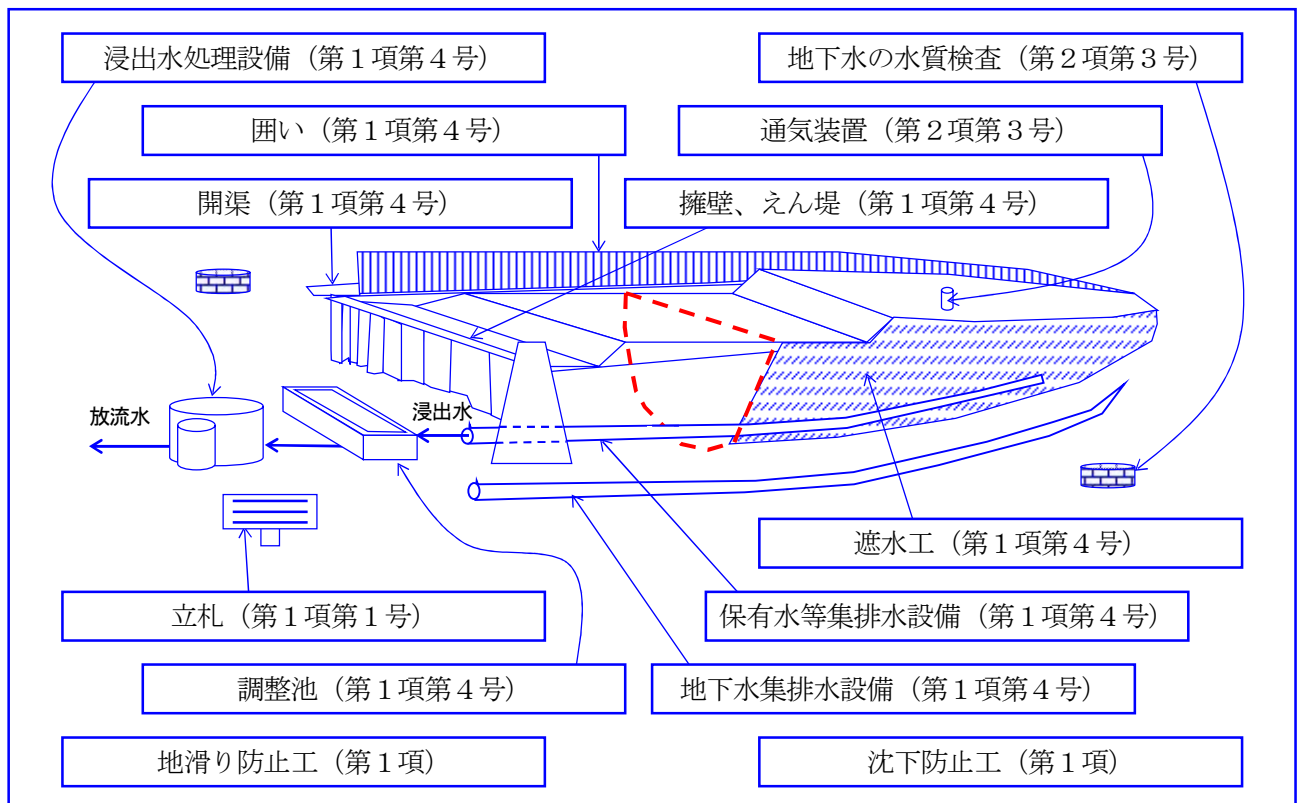 浸出水処理設備（第１項第４号）
地下水の水質検査（第２項第３号）
囲い（第１項第４号）
通気装置（第２項第３号）
開渠（第１項第４号）
擁壁、えん堤（第１項第４号）
放流水
浸出水
遮水工（第１項第４号）
立札（第１項第１号）
保有水等集排水設備（第１項第４号）
調整池（第１項第４号）
地下水集排水設備（第１項第４号）
地滑り防止工（第１項）
沈下防止工（第１項）